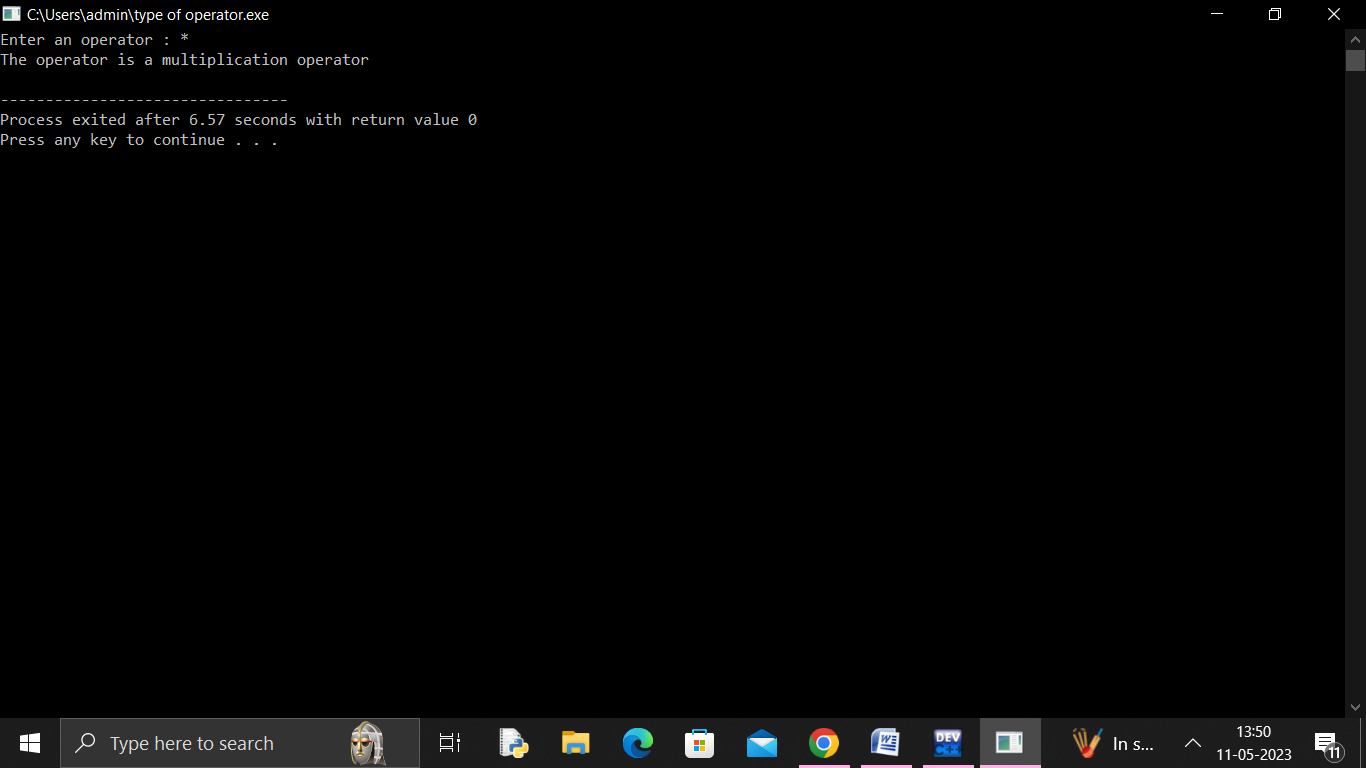 C:\Users\admin\type of operator.exe
Enter an operator : *
The operator is a multiplication operator
--------------------------------
Process exited after 6.57 seconds with return value 0
Press any key to continue . . .
Type here to search
DEV
C++
In s...
13:50
11-05-2023
11